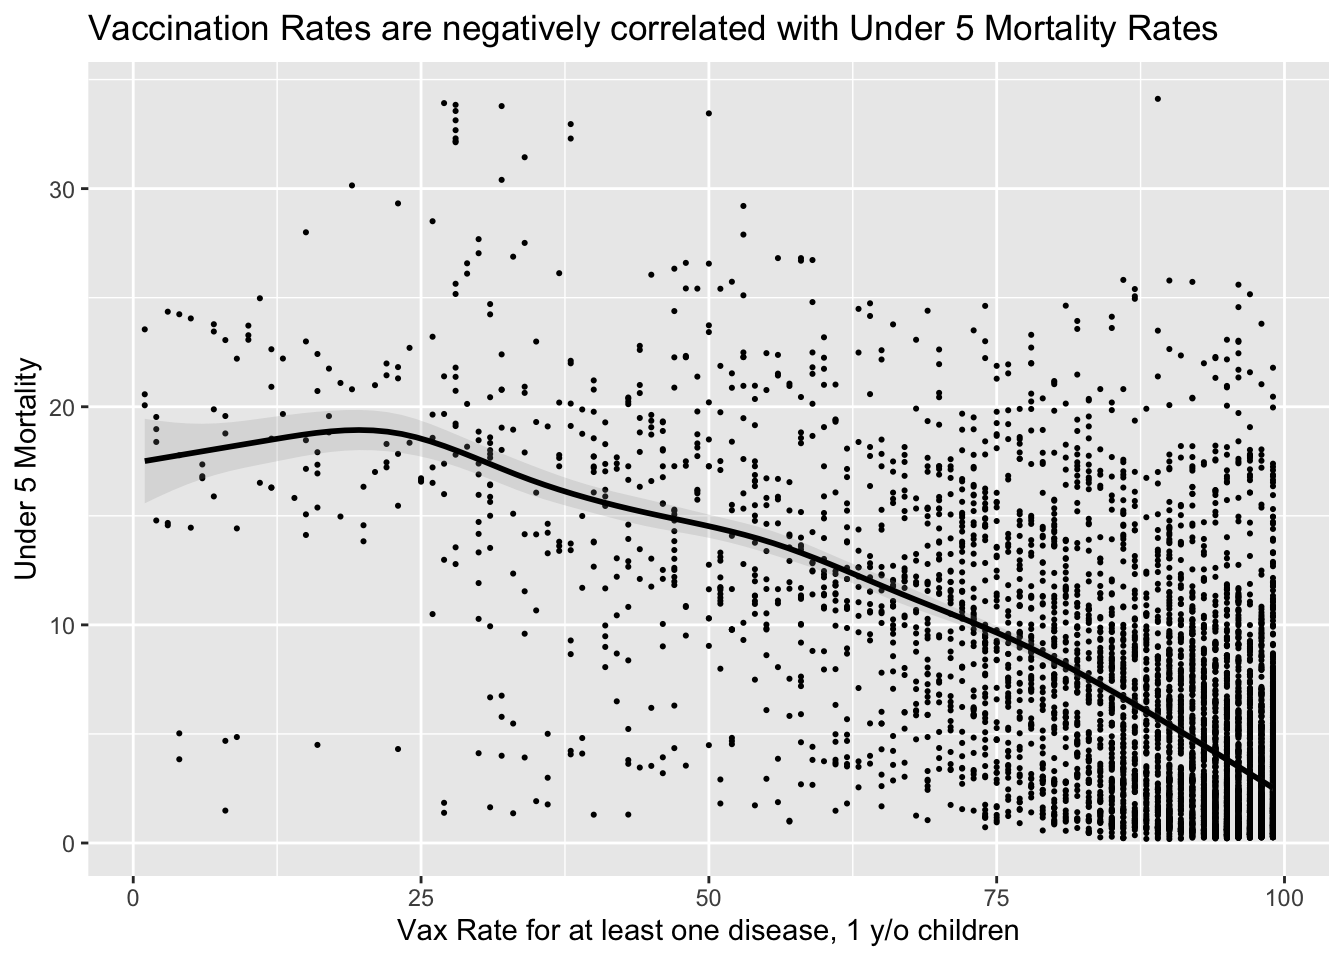 Vaccination Rates are negatively correlated with Under 5 Mortality Rates
Under 5 Mortality
30
20
10
0
0 25 50 75 100
Vax Rate for at least one disease, 1 y/o children